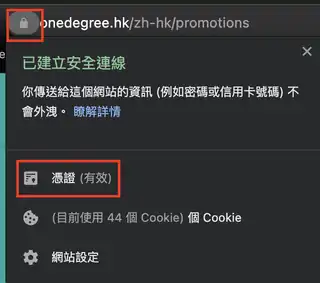 onedegree.hk/zh-hk/promotions
已建立安全連線
你傳送給這個網站的資訊 (例如密碼或信用卡號碼) 不
會外洩。 瞭解詳情
憑證 (有效)
(目前使用 44 個 Cookie) 個 Cookie
網站設定